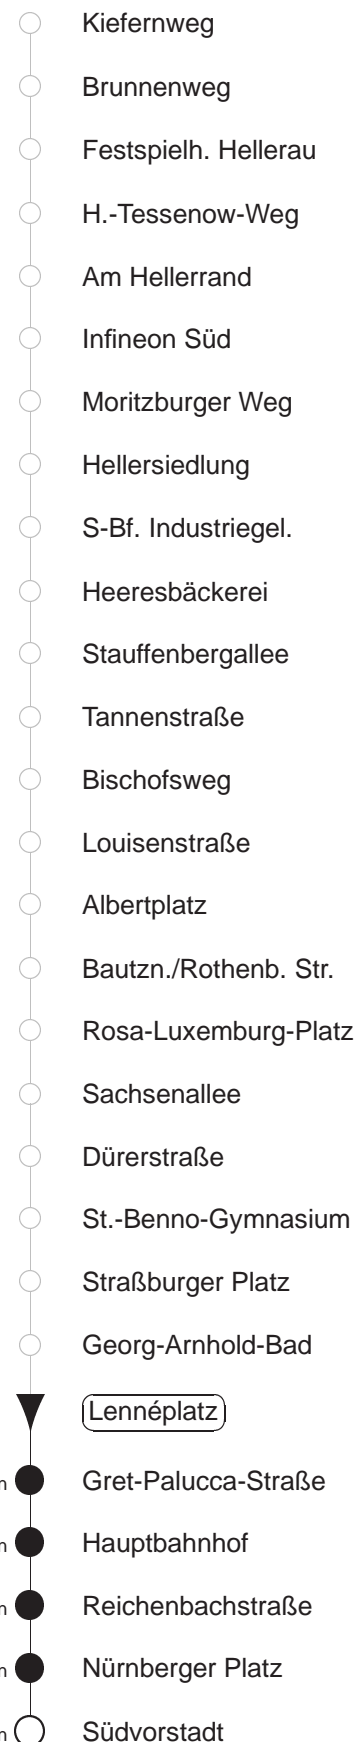 Kiefernweg
Brunnenweg
Festspielh. Hellerau
H.-Tessenow-Weg
Am Hellerrand
Infineon Süd
Moritzburger Weg
Hellersiedlung
S-Bf. Industriegel.
Heeresbäckerei
Stauffenbergallee
Tannenstraße
Bischofsweg
Louisenstraße
Albertplatz
Bautzn./Rothenb. Str.
Rosa-Luxemburg-Platz
Sachsenallee
Dürerstraße
St.-Benno-Gymnasium
Straßburger Platz
Georg-Arnhold-Bad
Lennéplatz
Gret-Palucca-Straße
Hauptbahnhof
Reichenbachstraße
Nürnberger Platz
Südvorstadt